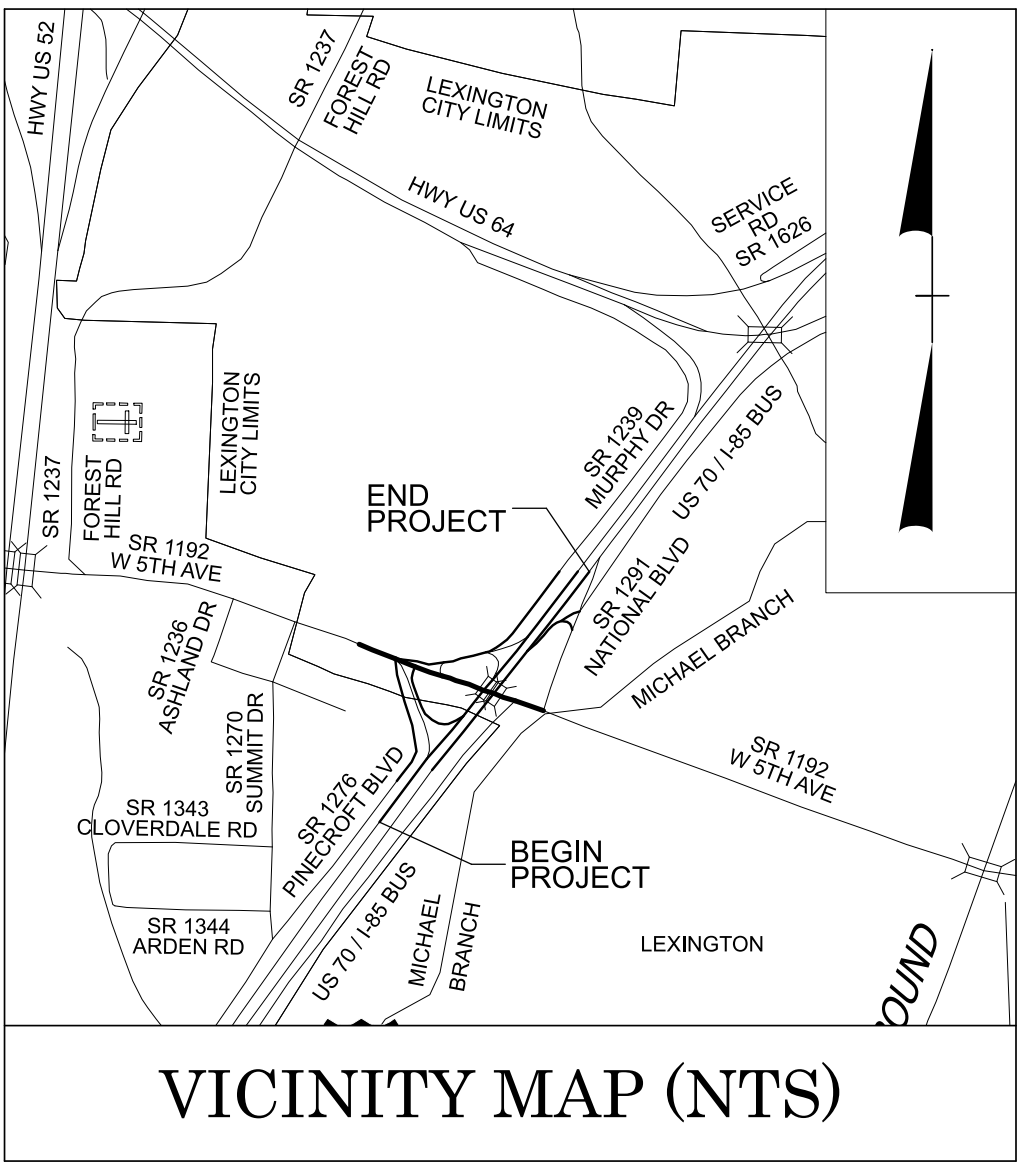 HWY US 52
SR 1237
FOREST
HILL RD
LEXINGTON
CITY LIMITS
HWY US 64
SERVICE
RD
SR 1626
LEXINGTON
CITY LIMITS
SR 1239
MURPHY DR
US 70 / I-85 BUS
SR 1237
FOREST
HILL RD
END
PROJECT
SR 1192
W 5TH AVE
SR 1291
NATIONAL BLVD
MICHAEL BRANCH
SR 1236
ASHLAND DR
SR 1270
SUMMIT DR
SR 1192
W 5TH AVE
SR 1276
PINECROFT BLVD
SR 1343
CLOVERDALE RD
BEGIN
PROJECT
SR 1344
ARDEN RD
US 70 / I-85 BUS
MICHAEL
BRANCH
LEXINGTON
OUND
VICINITY MAP (NTS)